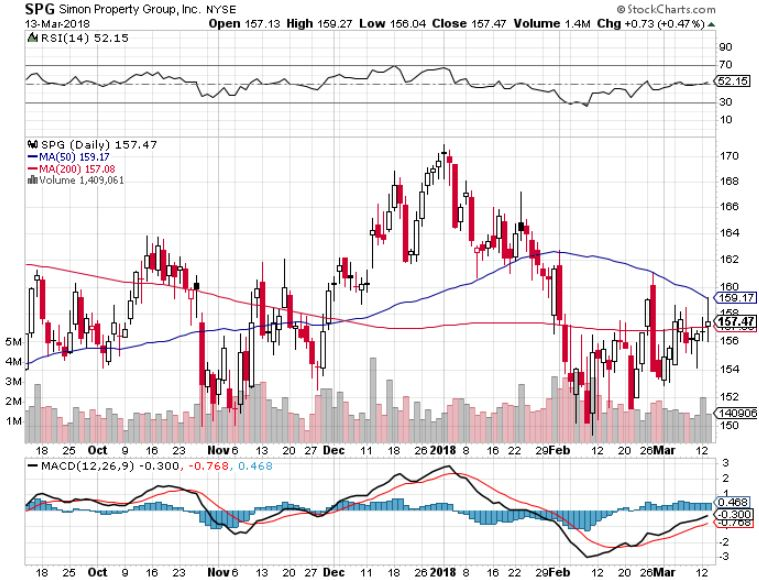 SPG Simon Property Group, Inc. NYSE © StockCharts.com
13-Mar-2018 Open 157.13 High 159.27 Low 156.04 Close 157.47 Volume 1.4M Chg +0.73 (+0.47%)
RSI(14) 52.15
90
70
52.15
30
10
SPG (Daily) 157.47
MA(50) 159.17
MA(200) 157.08
Volume 1,409,061
170
168
166
164
162
160
159.17
157.47
156
154
152
140906
150
5M
4M
3M
2M
1M
18 25 Oct 9 16 23 Nov 6 13 20 27 Dec 11 18 26 2018 8 16 22 29 Feb 12 20 26 Mar 12
MACD(12,26,9) -0.300, -0.768, 0.468
3
2
1
0.468
-0.300
-0.768
-2
-3
18 25 Oct 9 16 23 Nov 6 13 20 27 Dec 11 18 26 2018 8 16 22 29 Feb 12 20 26 Mar 12